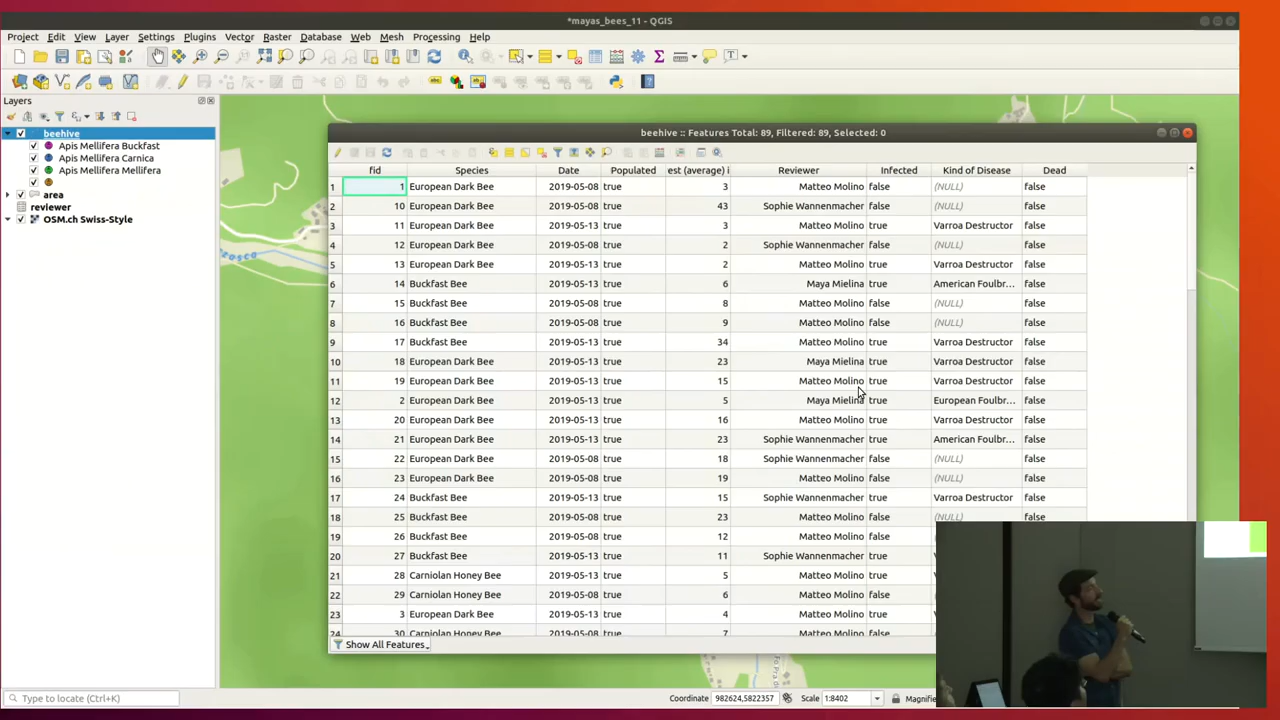 *mayas_bees_11 - QGIS
Project Edit View Layer Settings Plugins Vector Raster Database Web Mesh Processing Help
Layers
beehive
Apis Mellifera Buckfast
Apis Mellifera Carnica
Apis Mellifera Mellifera
area
reviewer
OSM.ch Swiss-Style
beehive :: Features Total: 89, Filtered: 89, Selected: 0
fid Species Date Populated est (average) i Reviewer Infected Kind of Disease Dead
1 1 European Dark Bee 2019-05-08 true 3 Matteo Molino false (NULL) false
2 10 European Dark Bee 2019-05-08 true 43 Sophie Wannenmacher false (NULL) false
3 11 European Dark Bee 2019-05-13 true 3 Matteo Molino true Varroa Destructor false
4 12 European Dark Bee 2019-05-08 true 2 Sophie Wannenmacher false (NULL) false
5 13 European Dark Bee 2019-05-13 true 2 Matteo Molino true Varroa Destructor false
6 14 Buckfast Bee 2019-05-13 true 6 Maya Mielina true American Foulbr... false
7 15 Buckfast Bee 2019-05-08 true 8 Matteo Molino false (NULL) false
8 16 Buckfast Bee 2019-05-08 true 9 Matteo Molino false (NULL) false
9 17 Buckfast Bee 2019-05-13 true 34 Matteo Molino true Varroa Destructor false
10 18 European Dark Bee 2019-05-13 true 23 Maya Mielina true Varroa Destructor false
11 19 European Dark Bee 2019-05-13 true 15 Matteo Molino true Varroa Destructor false
12 2 European Dark Bee 2019-05-13 true 5 Maya Mielina true European Foulbr... false
13 20 European Dark Bee 2019-05-13 true 16 Matteo Molino true Varroa Destructor false
14 21 European Dark Bee 2019-05-13 true 23 Sophie Wannenmacher true American Foulbr... false
15 22 European Dark Bee 2019-05-08 true 18 Sophie Wannenmacher false (NULL) false
16 23 European Dark Bee 2019-05-08 true 19 Matteo Molino false (NULL) false
17 24 Buckfast Bee 2019-05-13 true 15 Sophie Wannenmacher true Varroa Destructor false
18 25 Buckfast Bee 2019-05-08 true 23 Matteo Molino false (NULL) false
19 26 Buckfast Bee 2019-05-08 true 12 Matteo Molino false
20 27 Buckfast Bee 2019-05-13 true 11 Sophie Wannenmacher true
21 28 Carniolan Honey Bee 2019-05-13 true 5 Matteo Molino true
22 29 Carniolan Honey Bee 2019-05-08 true 6 Matteo Molino false
23 3 European Dark Bee 2019-05-13 true 4 Matteo Molino true
24 30 Carniolan Honey Bee 2019-05-08 true 7 Matteo Molino false
Show All Features
Type to locate (Ctrl+K) Coordinate 982624,5822357 Scale 1:8402 Magnifie